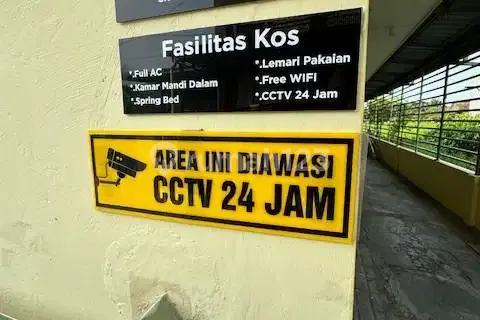 Fasilitas Kos
*.Full AC
*.Kamar Mandi Dalam
*.Spring Bed
*.Lemari Pakaian
*.Free WIFI
*.CCTV 24 Jam
AREA INI DIAWASI
CCTV 24 JAM